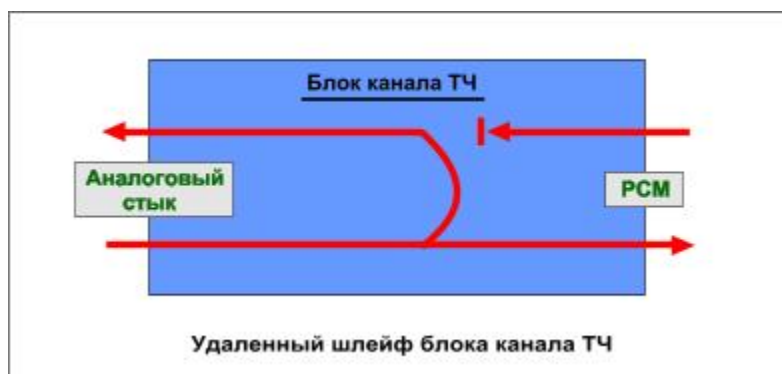 Блок канала ТЧ
Аналоговый
стык
PCM
Удаленный шлейф блока канала ТЧ